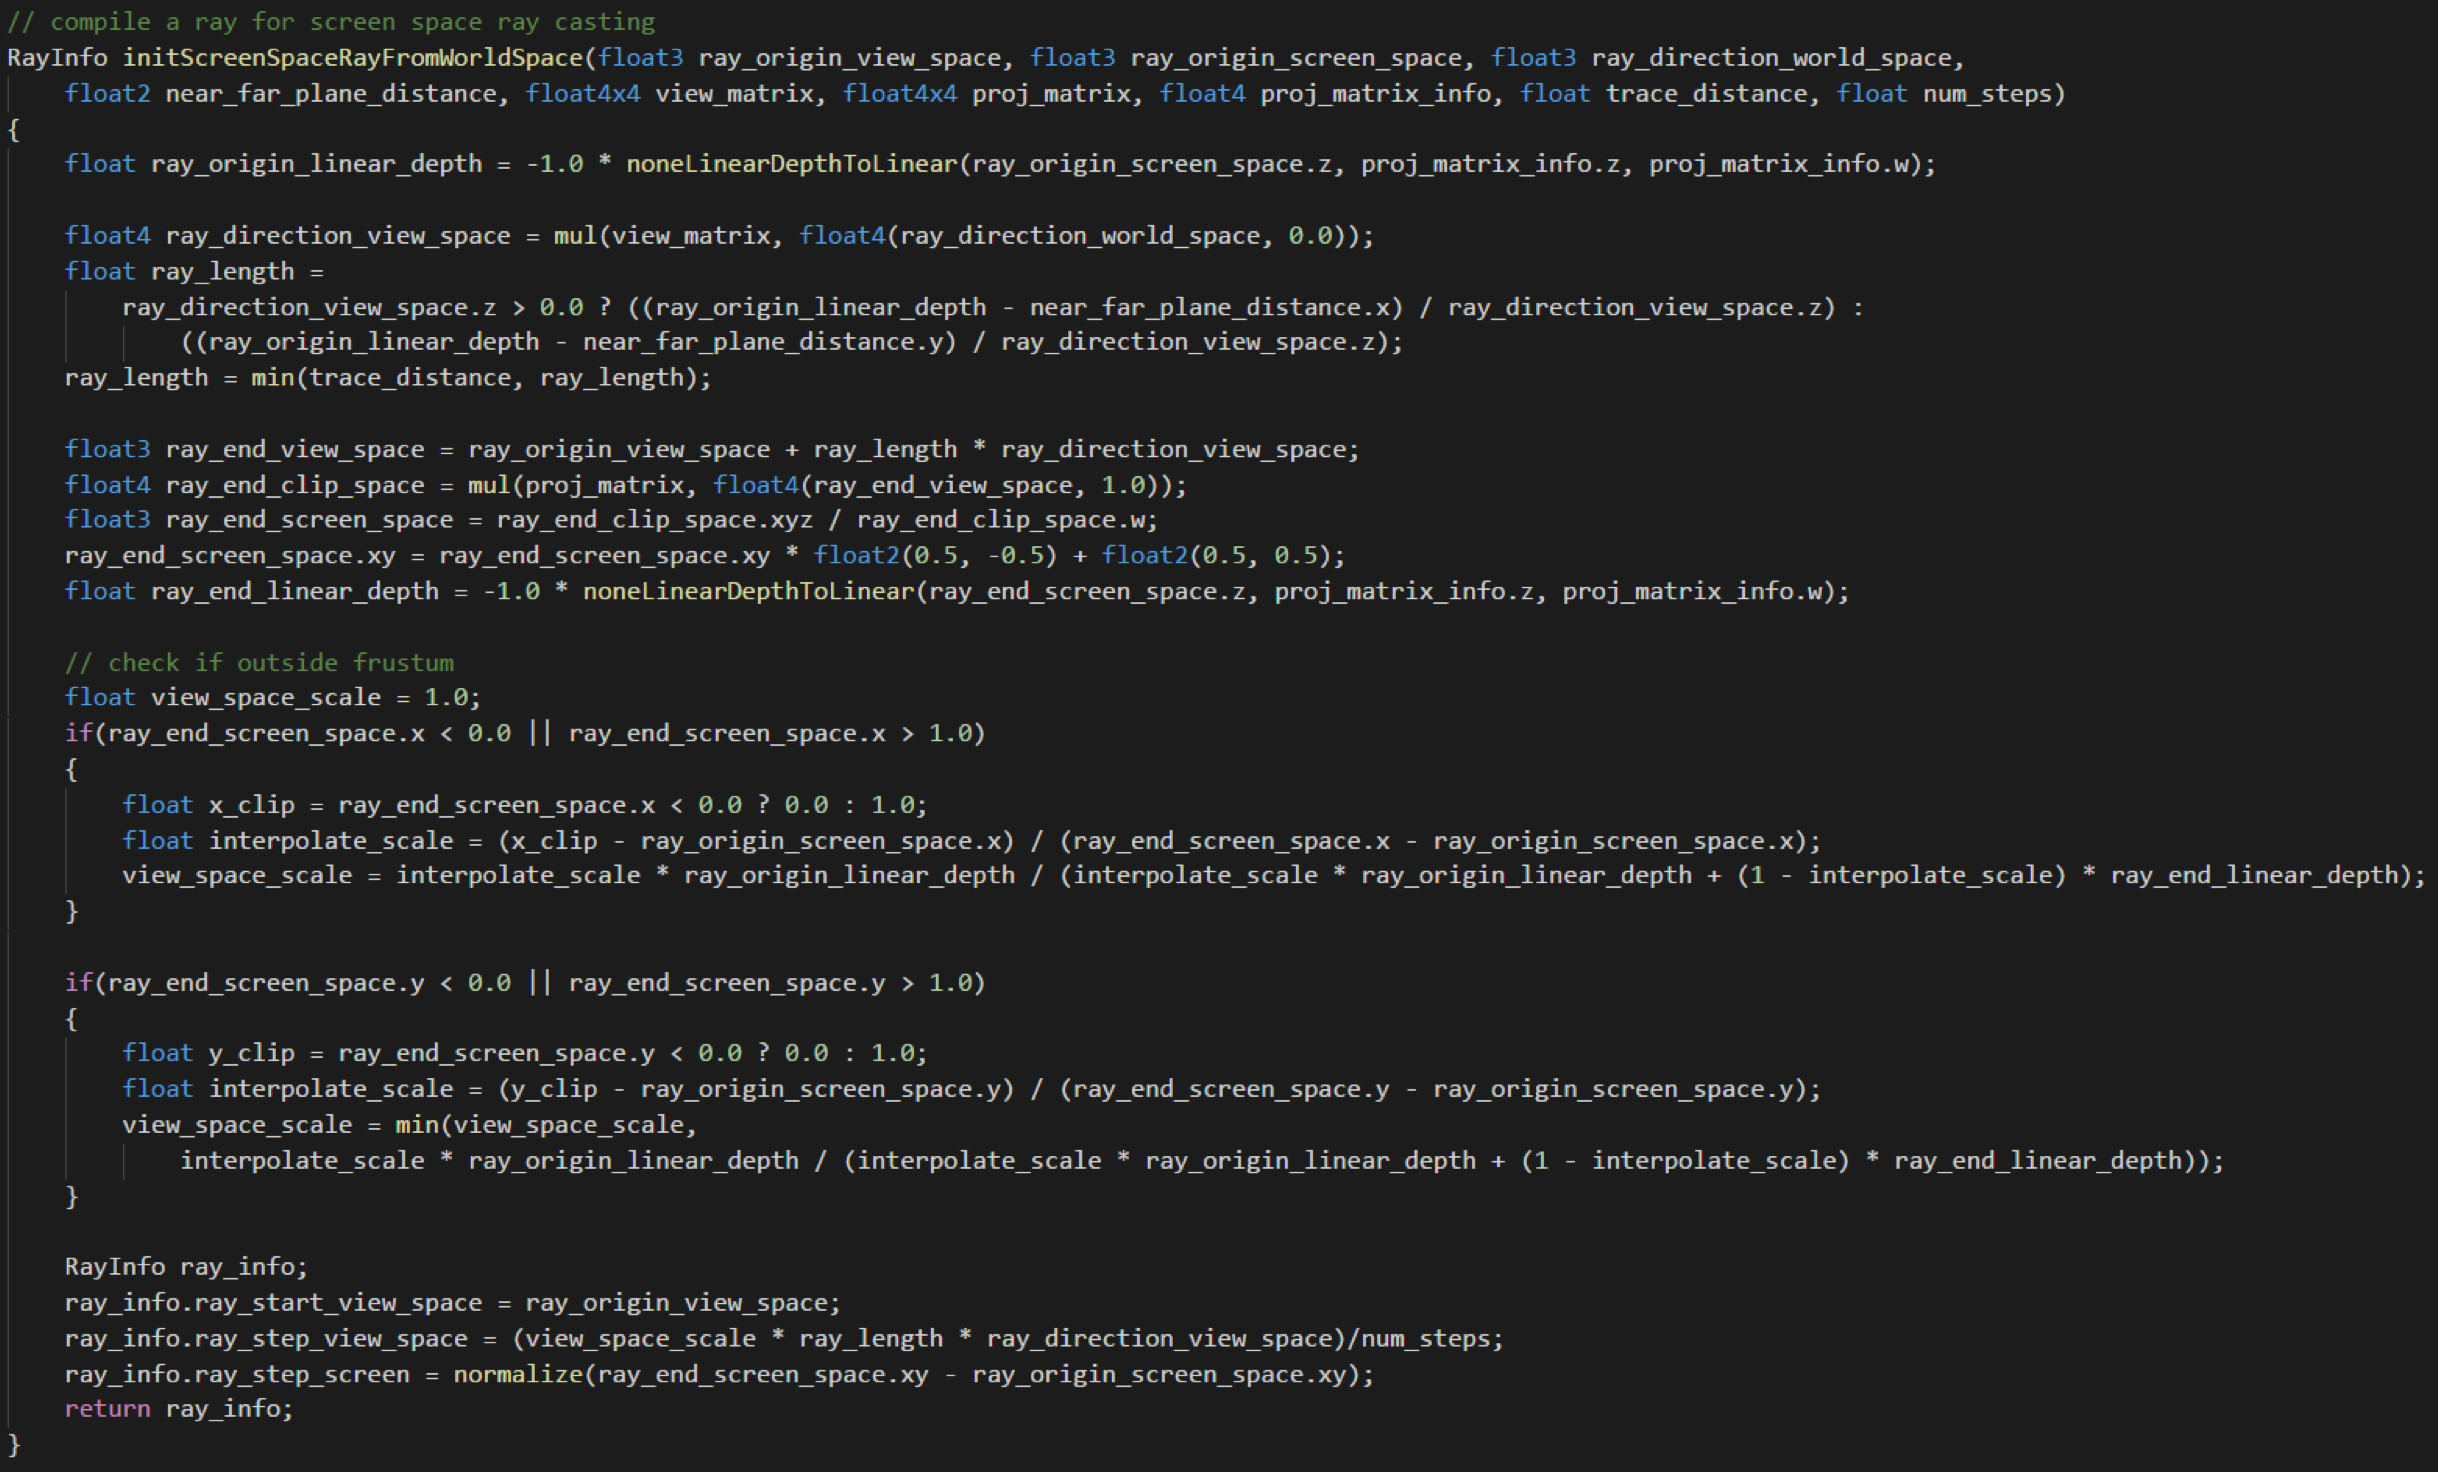 // compile a ray for screen space ray casting
RayInfo initScreenSpaceRayFromWorldSpace(float3 ray_origin_view_space, float3 ray_origin_screen_space, float3 ray_direction_world_space,
    float2 near_far_plane_distance, float4x4 view_matrix, float4x4 proj_matrix, float4 proj_matrix_info, float trace_distance, float num_steps)
{
    float ray_origin_linear_depth = -1.0 * noneLinearDepthToLinear(ray_origin_screen_space.z, proj_matrix_info.z, proj_matrix_info.w);

    float4 ray_direction_view_space = mul(view_matrix, float4(ray_direction_world_space, 0.0));
    float ray_length =
        ray_direction_view_space.z > 0.0 ? ((ray_origin_linear_depth - near_far_plane_distance.x) / ray_direction_view_space.z) :
            ((ray_origin_linear_depth - near_far_plane_distance.y) / ray_direction_view_space.z);
    ray_length = min(trace_distance, ray_length);

    float3 ray_end_view_space = ray_origin_view_space + ray_length * ray_direction_view_space;
    float4 ray_end_clip_space = mul(proj_matrix, float4(ray_end_view_space, 1.0));
    float3 ray_end_screen_space = ray_end_clip_space.xyz / ray_end_clip_space.w;
    ray_end_screen_space.xy = ray_end_screen_space.xy * float2(0.5, -0.5) + float2(0.5, 0.5);
    float ray_end_linear_depth = -1.0 * noneLinearDepthToLinear(ray_end_screen_space.z, proj_matrix_info.z, proj_matrix_info.w);

    // check if outside frustum
    float view_space_scale = 1.0;
    if(ray_end_screen_space.x < 0.0 || ray_end_screen_space.x > 1.0)
    {
        float x_clip = ray_end_screen_space.x < 0.0 ? 0.0 : 1.0;
        float interpolate_scale = (x_clip - ray_origin_screen_space.x) / (ray_end_screen_space.x - ray_origin_screen_space.x);
        view_space_scale = interpolate_scale * ray_origin_linear_depth / (interpolate_scale * ray_origin_linear_depth + (1 - interpolate_scale) * ray_end_linear_depth);
    }

    if(ray_end_screen_space.y < 0.0 || ray_end_screen_space.y > 1.0)
    {
        float y_clip = ray_end_screen_space.y < 0.0 ? 0.0 : 1.0;
        float interpolate_scale = (y_clip - ray_origin_screen_space.y) / (ray_end_screen_space.y - ray_origin_screen_space.y);
        view_space_scale = min(view_space_scale,
            interpolate_scale * ray_origin_linear_depth / (interpolate_scale * ray_origin_linear_depth + (1 - interpolate_scale) * ray_end_linear_depth));
    }

    RayInfo ray_info;
    ray_info.ray_start_view_space = ray_origin_view_space;
    ray_info.ray_step_view_space = (view_space_scale * ray_length * ray_direction_view_space)/num_steps;
    ray_info.ray_step_screen = normalize(ray_end_screen_space.xy - ray_origin_screen_space.xy);
    return ray_info;
}